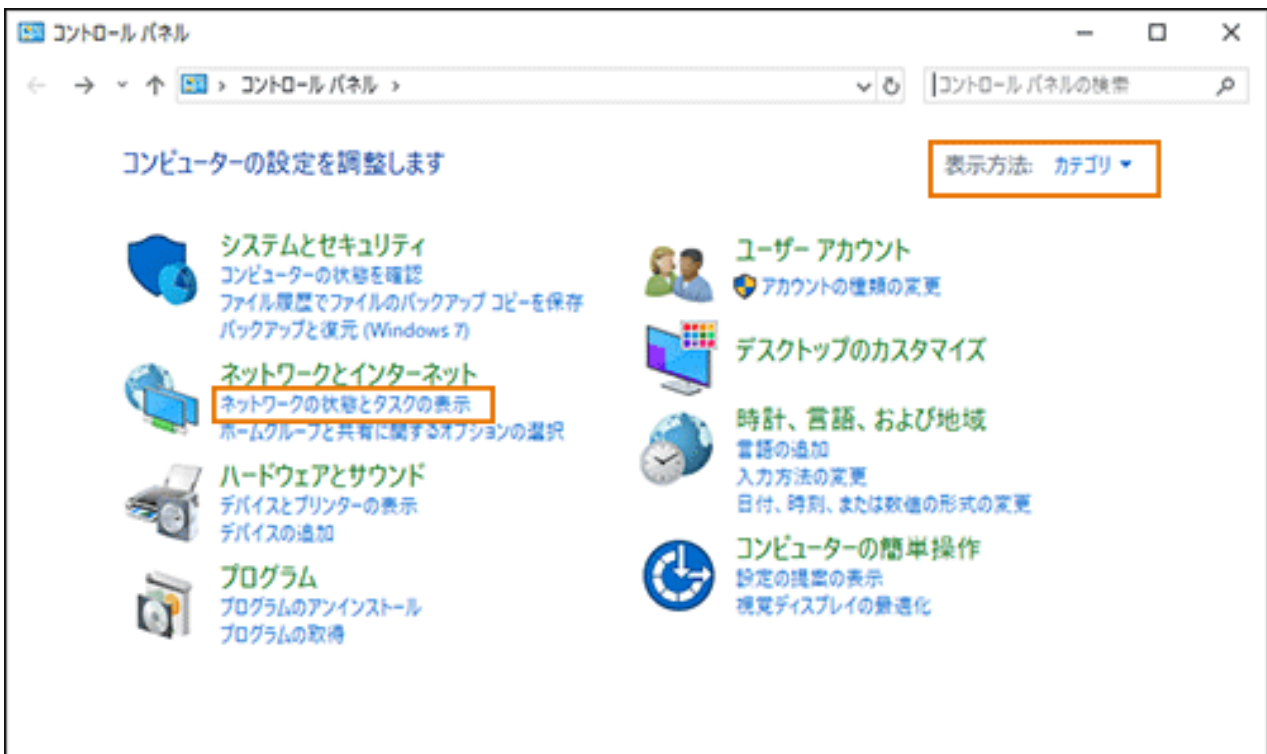 コントロール パネル
コントロール パネル
コントロール パネルの検索
コンピューターの設定を調整します
表示方法: カテゴリ
システムとセキュリティ
コンピューターの状態を確認
ファイル履歴でファイルのバックアップ コピーを保存
バックアップと復元 (Windows 7)
ネットワークとインターネット
ネットワークの状態とタスクの表示
ホームグループと共有に関するオプションの選択
ハードウェアとサウンド
デバイスとプリンターの表示
デバイスの追加
プログラム
プログラムのアンインストール
プログラムの取得
ユーザー アカウント
アカウントの種類の変更
デスクトップのカスタマイズ
時計、言語、および地域
言語の追加
入力方法の変更
日付、時刻、または数値の形式の変更
コンピューターの簡単操作
設定の提案の表示
視覚ディスプレイの最適化